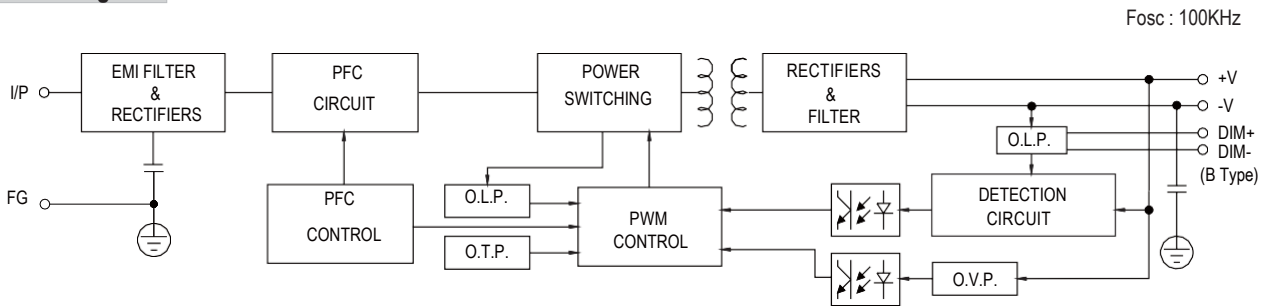 Fosc : 100KHz
I/P
EMI FILTER
&
RECTIFIERS
PFC
CIRCUIT
POWER
SWITCHING
RECTIFIERS
&
FILTER
+V
-V
DIM+
DIM-
(B Type)
O.L.P.
FG
PFC
CONTROL
O.L.P.
O.T.P.
PWM
CONTROL
DETECTION
CIRCUIT
O.V.P.